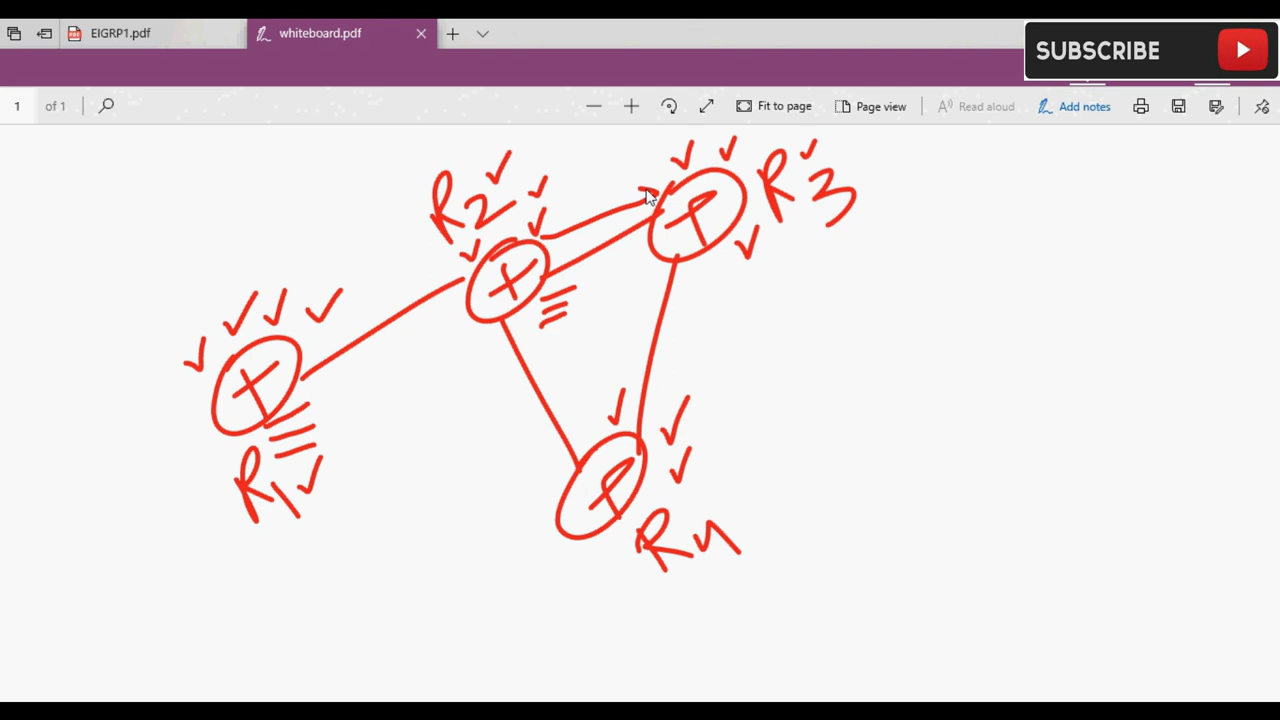 EIGRP1.pdf
whiteboard.pdf
SUBSCRIBE
1 of 1
Fit to page
Page view
Read aloud
Add notes
R2
R3
R1
R4